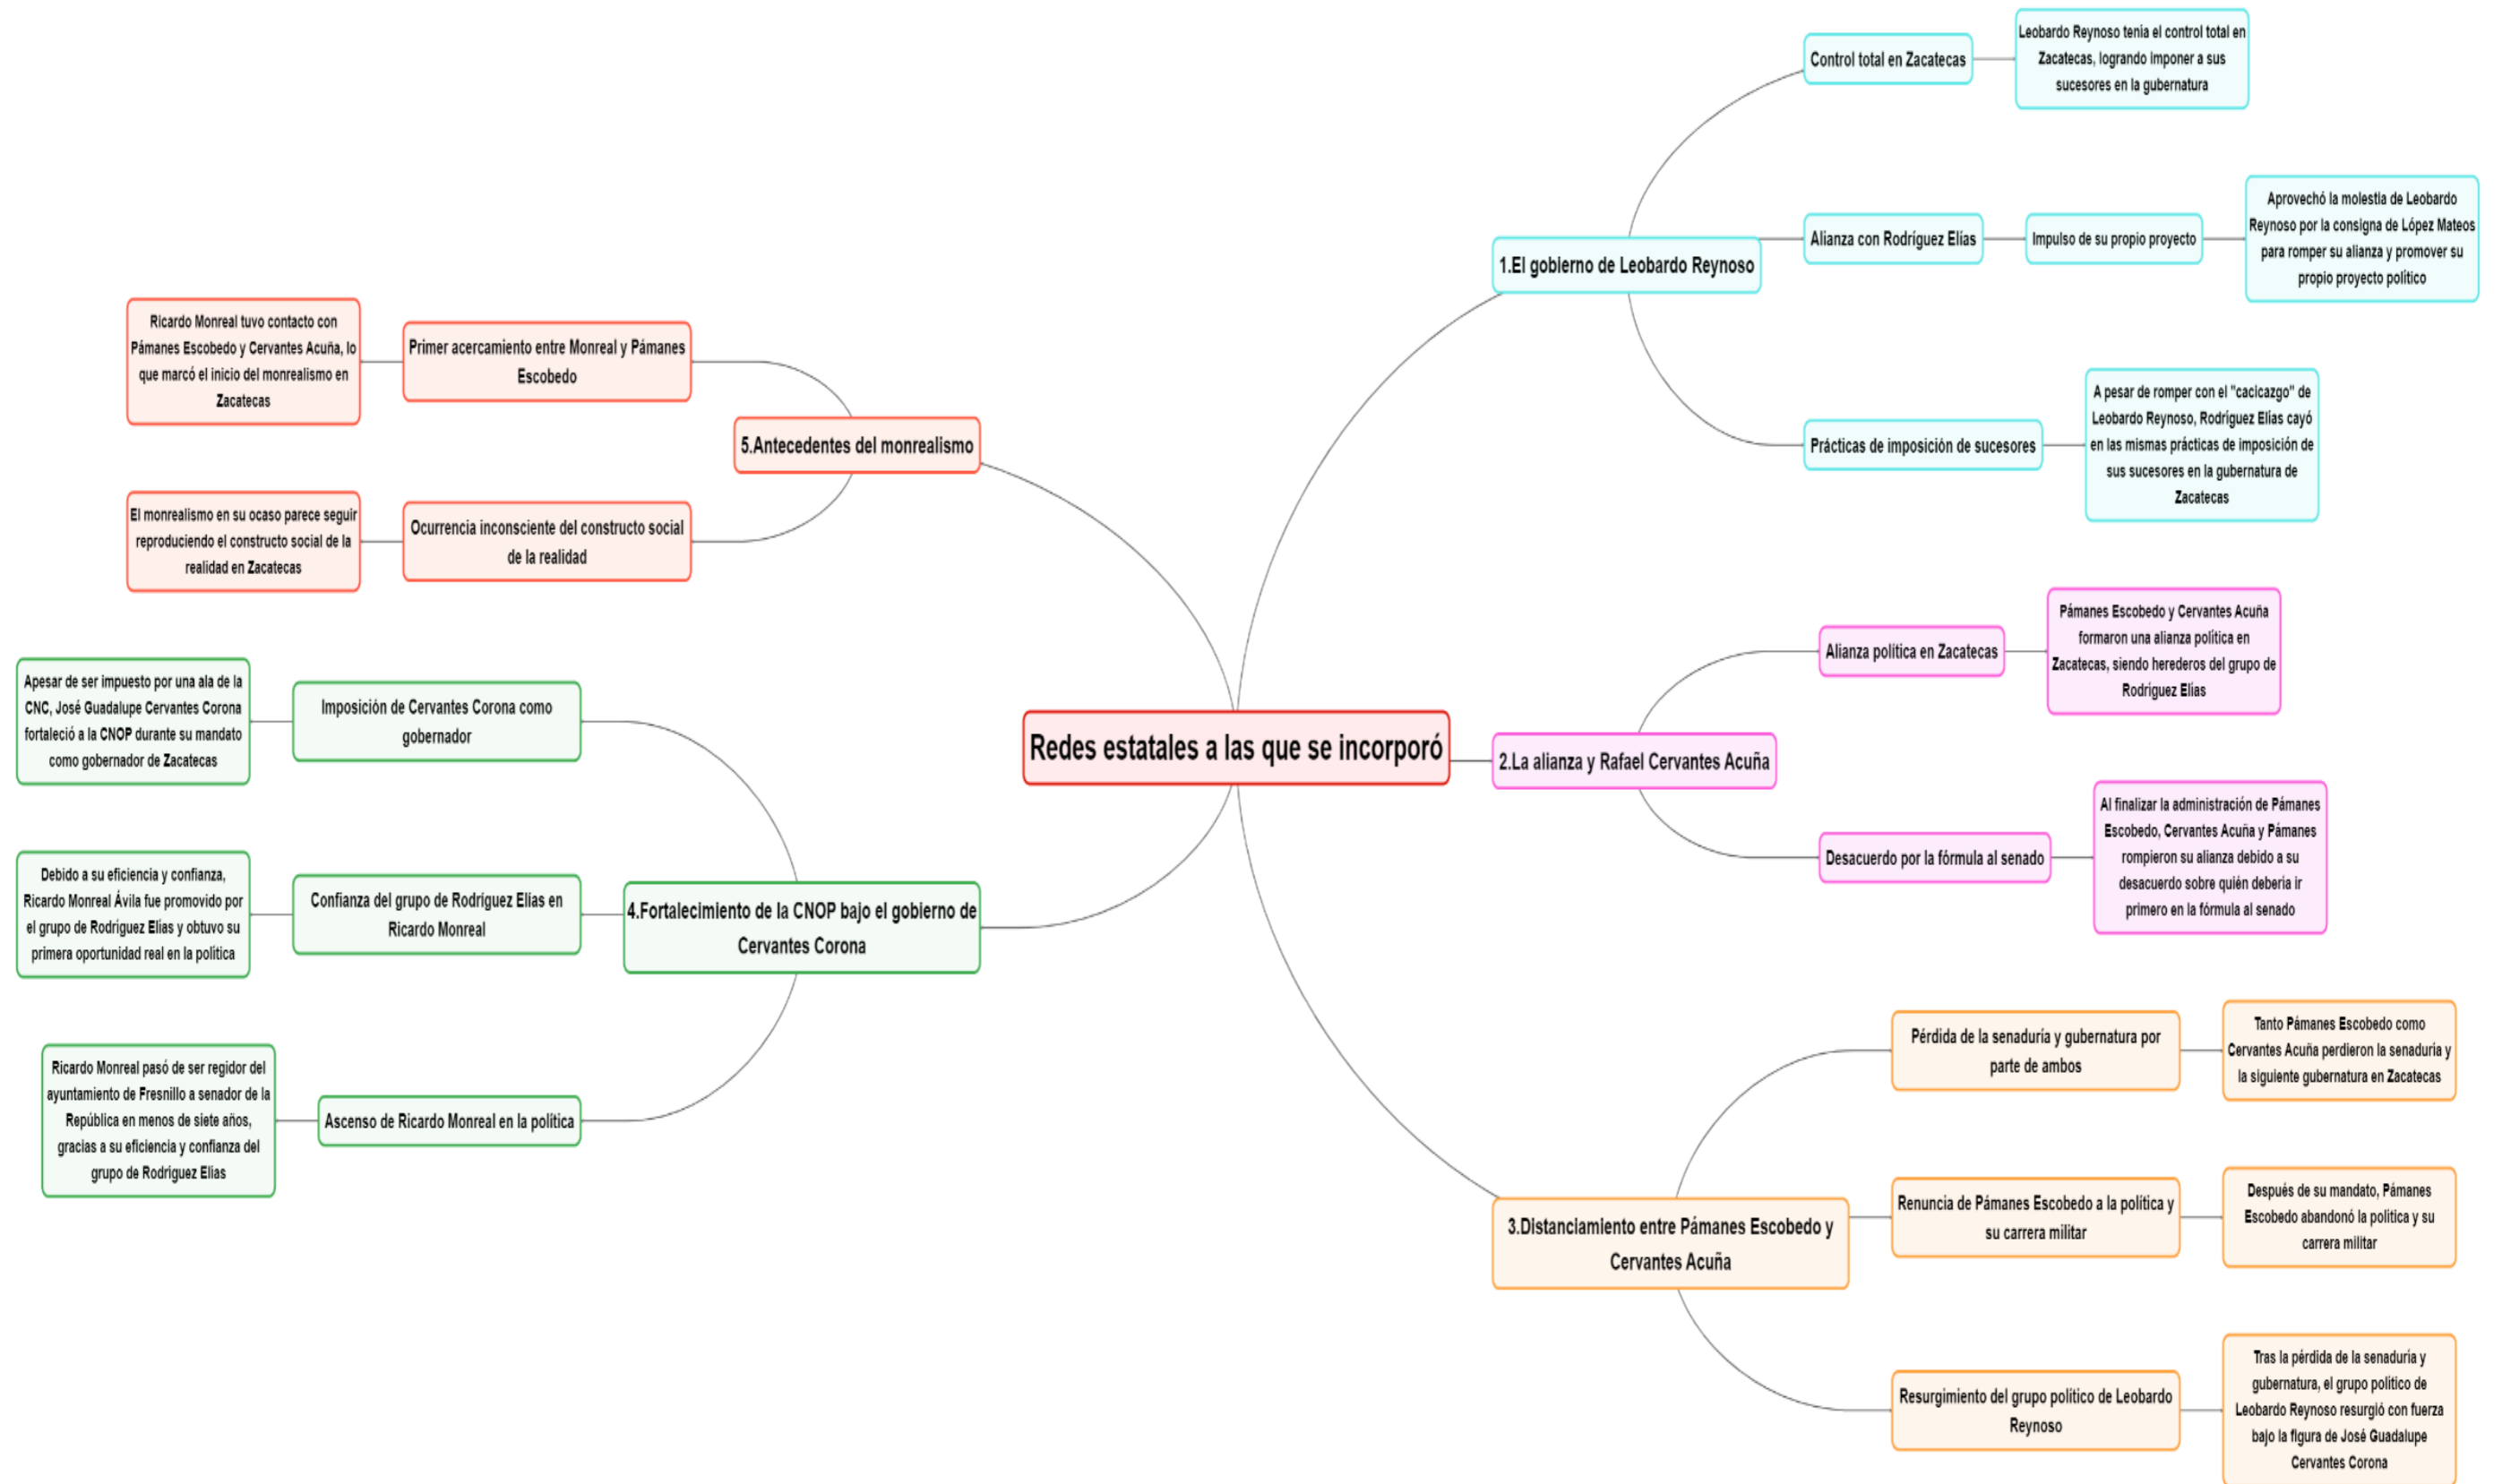 Redes estatales a las que se incorporó
1.El gobierno de Leobardo Reynoso
Control total en Zacatecas
Leobardo Reynoso tenía el control total en
Zacatecas, logrando imponer a sus
sucesores en la gubernatura
Alianza con Rodríguez Elías
Impulso de su propio proyecto
Aprovechó la molestia de Leobardo
Reynoso por la consigna de López Mateos
para romper su alianza y promover su
propio proyecto político
Prácticas de imposición de sucesores
A pesar de romper con el "cacicazgo" de
Leobardo Reynoso, Rodríguez Elías cayó
en las mismas prácticas de imposición de
sus sucesores en la gubernatura de
Zacatecas
2.La alianza y Rafael Cervantes Acuña
Alianza política en Zacatecas
Pámanes Escobedo y Cervantes Acuña
formaron una alianza política en
Zacatecas, siendo herederos del grupo de
Rodríguez Elías
Desacuerdo por la fórmula al senado
Al finalizar la administración de Pámanes
Escobedo, Cervantes Acuña y Pámanes
rompieron su alianza debido a su
desacuerdo sobre quién debería ir
primero en la fórmula al senado
3.Distanciamiento entre Pámanes Escobedo y
Cervantes Acuña
Pérdida de la senaduría y gubernatura por
parte de ambos
Tanto Pámanes Escobedo como
Cervantes Acuña perdieron la senaduría y
la siguiente gubernatura en Zacatecas
Renuncia de Pámanes Escobedo a la política y
su carrera militar
Después de su mandato, Pámanes
Escobedo abandonó la política y su
carrera militar
Resurgimiento del grupo político de Leobardo
Reynoso
Tras la pérdida de la senaduría y
gubernatura, el grupo político de
Leobardo Reynoso resurgió con fuerza
bajo la figura de José Guadalupe
Cervantes Corona
4.Fortalecimiento de la CNOP bajo el gobierno de
Cervantes Corona
Imposición de Cervantes Corona como
gobernador
Apesar de ser impuesto por una ala de la
CNC, José Guadalupe Cervantes Corona
fortaleció a la CNOP durante su mandato
como gobernador de Zacatecas
Confianza del grupo de Rodríguez Elías en
Ricardo Monreal
Debido a su eficiencia y confianza,
Ricardo Monreal Ávila fue promovido por
el grupo de Rodríguez Elías y obtuvo su
primera oportunidad real en la política
Ascenso de Ricardo Monreal en la política
Ricardo Monreal pasó de ser regidor del
ayuntamiento de Fresnillo a senador de la
República en menos de siete años,
gracias a su eficiencia y confianza del
grupo de Rodríguez Elías
5.Antecedentes del monrealismo
Primer acercamiento entre Monreal y Pámanes
Escobedo
Ricardo Monreal tuvo contacto con
Pámanes Escobedo y Cervantes Acuña, lo
que marcó el inicio del monrealismo en
Zacatecas
Ocurrencia inconsciente del constructo social
de la realidad
El monrealismo en su ocaso parece seguir
reproduciendo el constructo social de la
realidad en Zacatecas